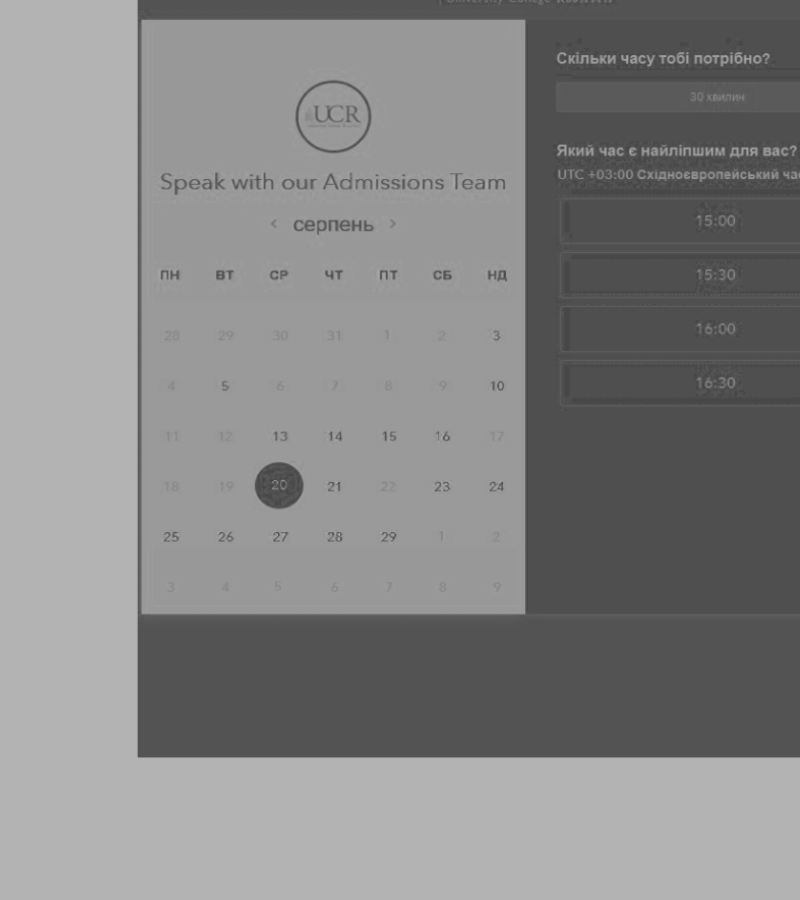 University College Roosevelt
UCR
Speak with our Admissions Team
< серпень >
ПН ВТ СР ЧТ ПТ СБ НД
28 29 30 31 1 2 3
4 5 6 7 8 9 10
11 12 13 14 15 16 17
18 19 20 21 22 23 24
25 26 27 28 29 1 2
3 4 5 6 7 8 9
Скільки часу тобі потрібно?
30 хвилин
Який час є найліпшим для вас?
UTC +03:00 Східноєвропейський
15:00
15:30
16:00
16:30